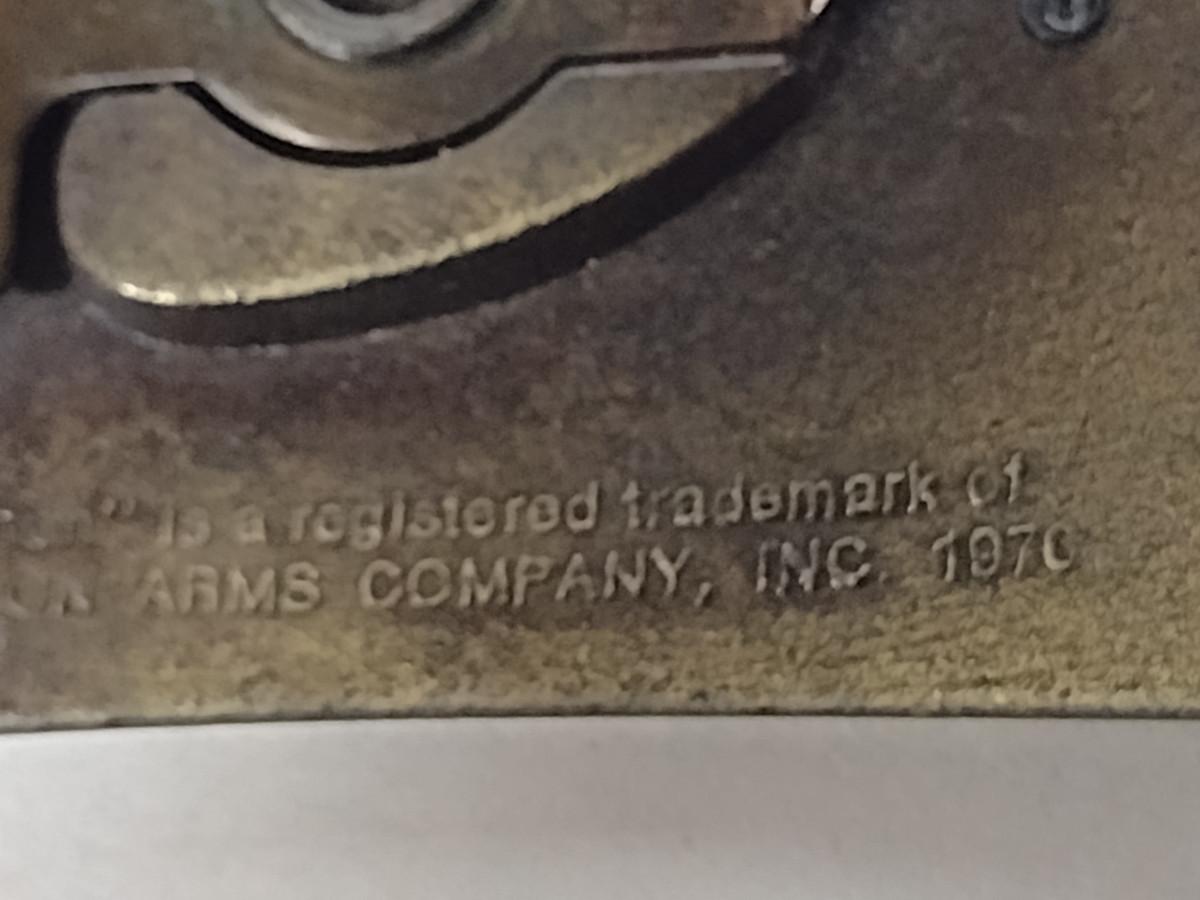 " is a registered trademark of
ARMS COMPANY, INC. 1970